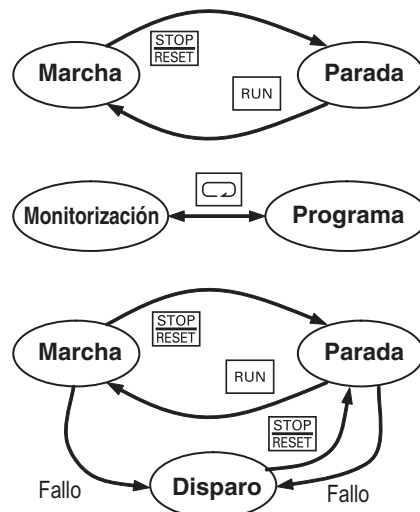 STOP
RESET
Marcha
Parada
RUN
Monitorización
Programa
STOP
RESET
Marcha
Parada
RUN
STOP
RESET
Fallo
Disparo
Fallo